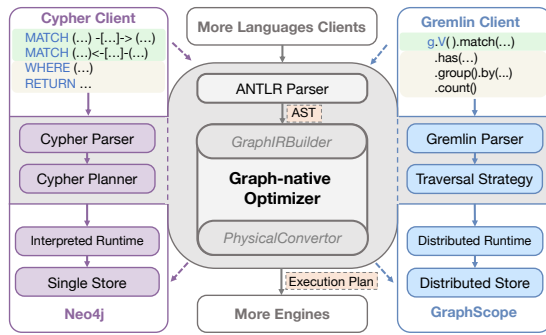 Cypher Client
MATCH (...) -[...]-> (...)
MATCH (...)<-[...]-(...)
WHERE (...)
RETURN ...
Cypher Parser
Cypher Planner
Interpreted Runtime
Single Store
Neo4j
More Languages Clients
ANTLR Parser
AST
GraphIRBuilder
Graph-native
Optimizer
PhysicalConvertor
Execution Plan
More Engines
Gremlin Client
g.V().match(...)
.has(...)
.group().by(...)
.count()
Gremlin Parser
Traversal Strategy
Distributed Runtime
Distributed Store
GraphScope